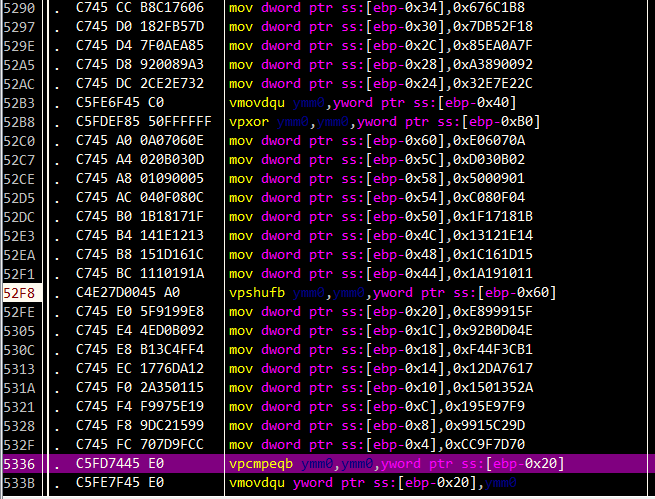 5290 . C745 CC B8C17606 mov dword ptr ss:[ebp-0x34],0x676C1B8
5297 . C745 D0 182FB57D mov dword ptr ss:[ebp-0x30],0x7DB52F18
529E . C745 D4 7F0AEA85 mov dword ptr ss:[ebp-0x2C],0x85EA0A7F
52A5 . C745 D8 920089A3 mov dword ptr ss:[ebp-0x28],0xA3890092
52AC . C745 DC 2CE2E732 mov dword ptr ss:[ebp-0x24],0x32E7E22C
52B3 . C5FE6F45 C0 vmovdqu ymm0,yword ptr ss:[ebp-0x40]
52B8 . C5FDEF85 50FFFFFF vpxor ymm0,ymm0,yword ptr ss:[ebp-0xB0]
52C0 . C745 A0 0A07060E mov dword ptr ss:[ebp-0x60],0xE06070A
52C7 . C745 A4 020B030D mov dword ptr ss:[ebp-0x5C],0xD030B02
52CE . C745 A8 01090005 mov dword ptr ss:[ebp-0x58],0x5000901
52D5 . C745 AC 040F080C mov dword ptr ss:[ebp-0x54],0xC080F04
52DC . C745 B0 1B18171F mov dword ptr ss:[ebp-0x50],0x1F17181B
52E3 . C745 B4 141E1213 mov dword ptr ss:[ebp-0x4C],0x13121E14
52EA . C745 B8 151D161C mov dword ptr ss:[ebp-0x48],0x1C161D15
52F1 . C745 BC 1110191A mov dword ptr ss:[ebp-0x44],0x1A191011
52F8 . C4E27D0045 A0 vpshufb ymm0,ymm0,yword ptr ss:[ebp-0x60]
52FE . C745 E0 5F9199E8 mov dword ptr ss:[ebp-0x20],0xE899915F
5305 . C745 E4 4ED0B092 mov dword ptr ss:[ebp-0x1C],0x92B0D04E
530C . C745 E8 B13C4FF4 mov dword ptr ss:[ebp-0x18],0xF44F3CB1
5313 . C745 EC 1776DA12 mov dword ptr ss:[ebp-0x14],0x12DA7617
531A . C745 F0 2A350115 mov dword ptr ss:[ebp-0x10],0x1501352A
5321 . C745 F4 F9975E19 mov dword ptr ss:[ebp-0xC],0x195E97F9
5328 . C745 F8 9DC21599 mov dword ptr ss:[ebp-0x8],0x9915C29D
532F . C745 FC 707D9FCC mov dword ptr ss:[ebp-0x4],0xCC9F7D70
5336 . C5FD7445 E0 vpcmpeqb ymm0,ymm0,yword ptr ss:[ebp-0x20]
533B . C5FE7F45 E0 vmovdqu yword ptr ss:[ebp-0x20],ymm0